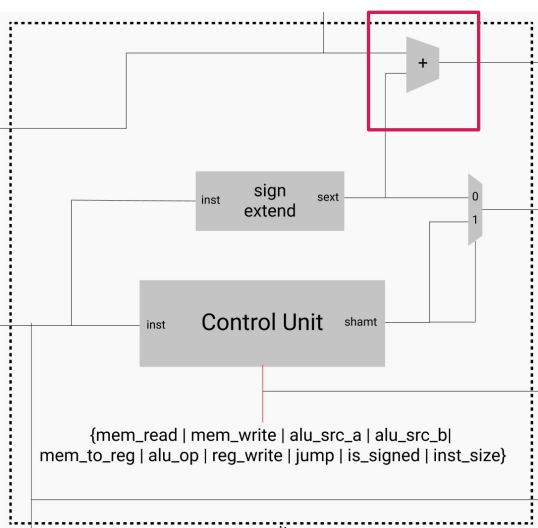 +
sign
extend
inst
sext
0
1
Control Unit
inst
shamt
{mem_read | mem_write | alu_src_a | alu_src_b|
mem_to_reg | alu_op | reg_write | jump | is_signed | inst_size}